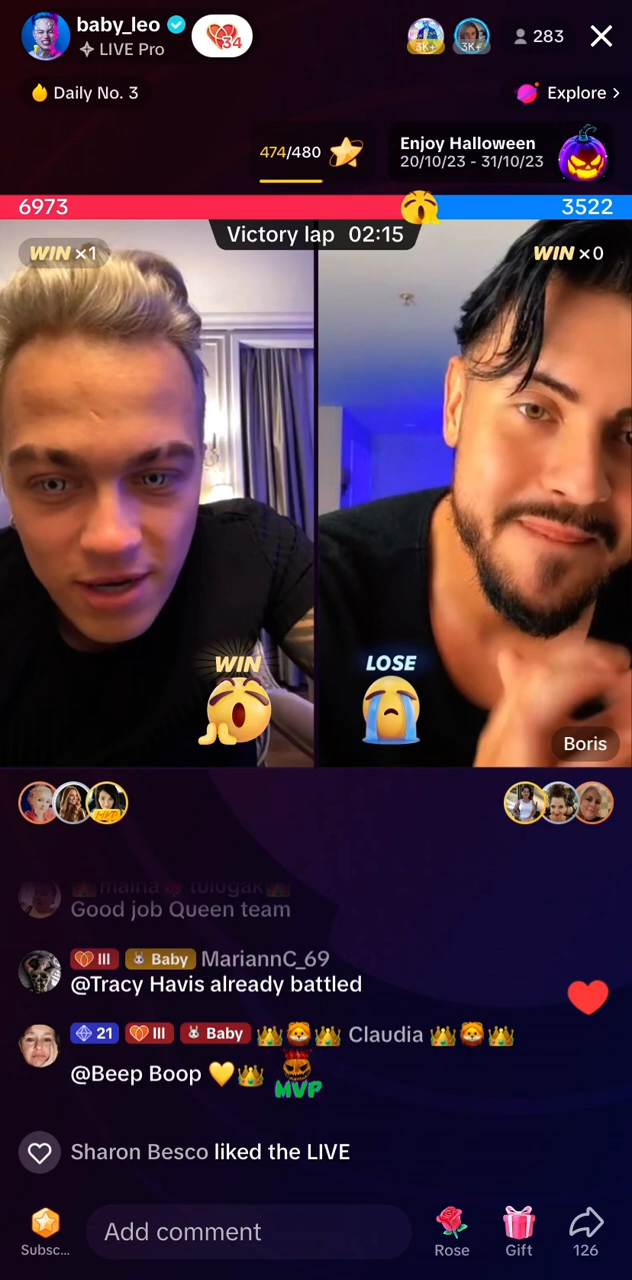 baby_leo
LIVE Pro
34
3K+
3K+
283
Daily No. 3
Explore >
474/480
Enjoy Halloween
20/10/23 - 31/10/23
6973
3522
Victory lap 02:15
WIN ×1
WIN ×0
WIN
LOSE
Boris
MVP
Good job Queen team
III Baby MariannC_69
@Tracy Havis already battled
21 III Baby Claudia
@Beep Boop
MVP
Sharon Besco liked the LIVE
Subsc...
Add comment
Rose
Gift
126